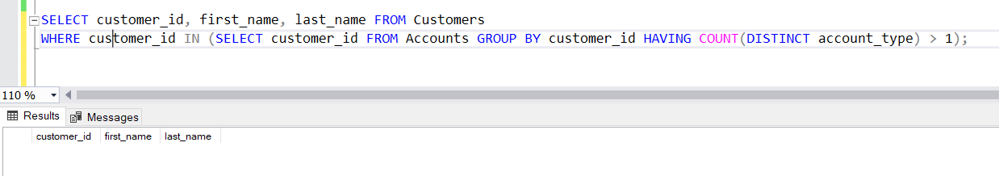 SELECT customer_id, first_name, last_name FROM Customers
WHERE customer_id IN (SELECT customer_id FROM Accounts GROUP BY customer_id HAVING COUNT(DISTINCT account_type) > 1);
110 %
Results Messages
customer_id first_name last_name